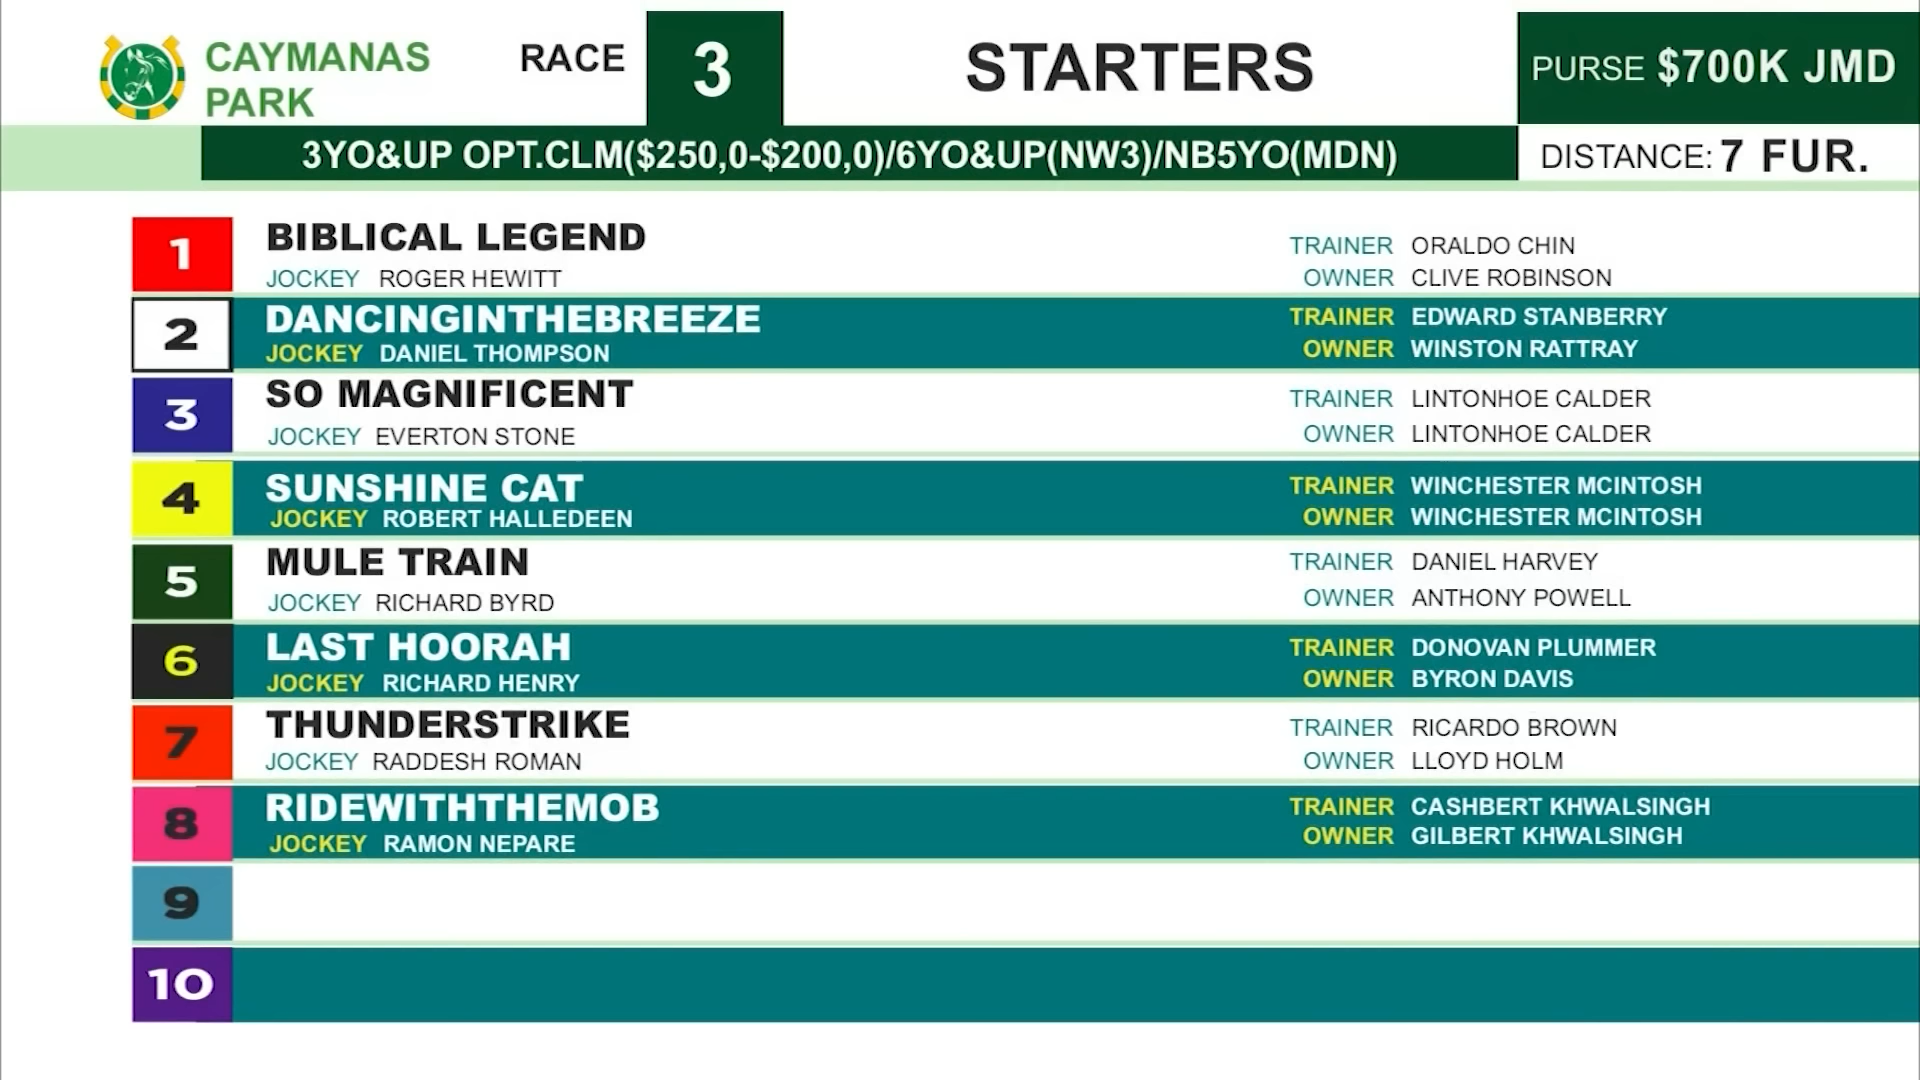 CAYMANAS
PARK
RACE 3 STARTERS PURSE $700K JMD
3YO&UP OPT.CLM($250,0-$200,0)/6YO&UP(NW3)/NB5YO(MDN) DISTANCE: 7 FUR.
1 BIBLICAL LEGEND
JOCKEY ROGER HEWITT
TRAINER ORALDO CHIN
OWNER CLIVE ROBINSON
2 DANCINGINTHEBREEZE
JOCKEY DANIEL THOMPSON
TRAINER EDWARD STANBERRY
OWNER WINSTON RATTRAY
3 SO MAGNIFICENT
JOCKEY EVERTON STONE
TRAINER LINTONHOE CALDER
OWNER LINTONHOE CALDER
4 SUNSHINE CAT
JOCKEY ROBERT HALLEDEEN
TRAINER WINCHESTER MCINTOSH
OWNER WINCHESTER MCINTOSH
5 MULE TRAIN
JOCKEY RICHARD BYRD
TRAINER DANIEL HARVEY
OWNER ANTHONY POWELL
6 LAST HOORAH
JOCKEY RICHARD HENRY
TRAINER DONOVAN PLUMMER
OWNER BYRON DAVIS
7 THUNDERSTRIKE
JOCKEY RADDESH ROMAN
TRAINER RICARDO BROWN
OWNER LLOYD HOLM
8 RIDEWITHTHEMOB
JOCKEY RAMON NEPARE
TRAINER CASHBERT KHWALSINGH
OWNER GILBERT KHWALSINGH
9
10